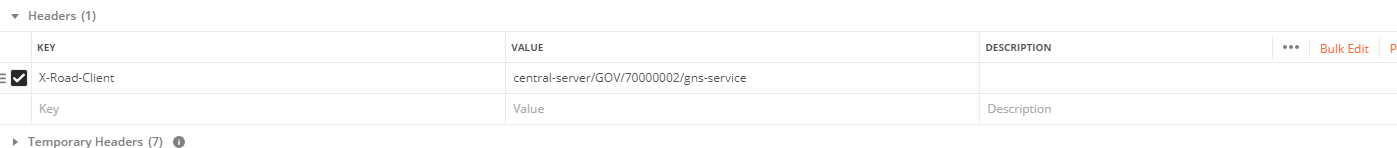 Headers (1)
KEY VALUE DESCRIPTION ••• Bulk Edit P
X-Road-Client central-server/GOV/70000002/gns-service
Key Value Description
Temporary Headers (7) i